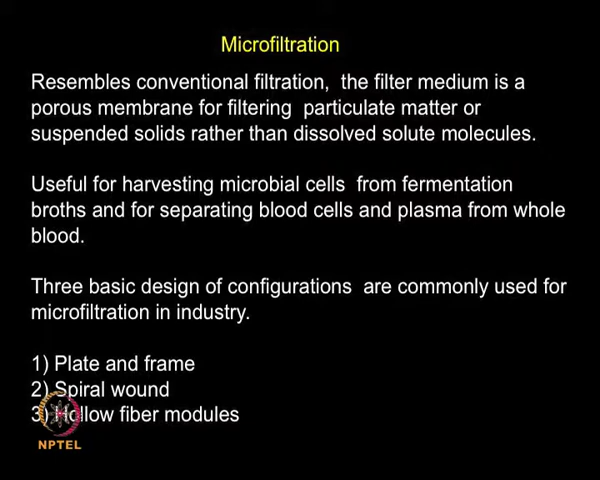 Microfiltration
Resembles conventional filtration, the filter medium is a
porous membrane for filtering particulate matter or
suspended solids rather than dissolved solute molecules.
Useful for harvesting microbial cells from fermentation
broths and for separating blood cells and plasma from whole
blood.
Three basic design of configurations are commonly used for
microfiltration in industry.
1) Plate and frame
2) Spiral wound
3) Hollow fiber modules
NPTEL